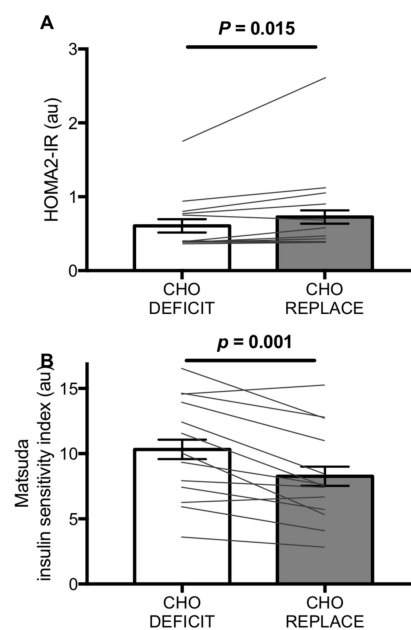 A
P = 0.015
3
2
1
0
HOMA2-IR (au)
CHO
DEFICIT
CHO
REPLACE
B
p = 0.001
15
10
5
0
Matsuda
insulin sensitivity index (au)
CHO
DEFICIT
CHO
REPLACE